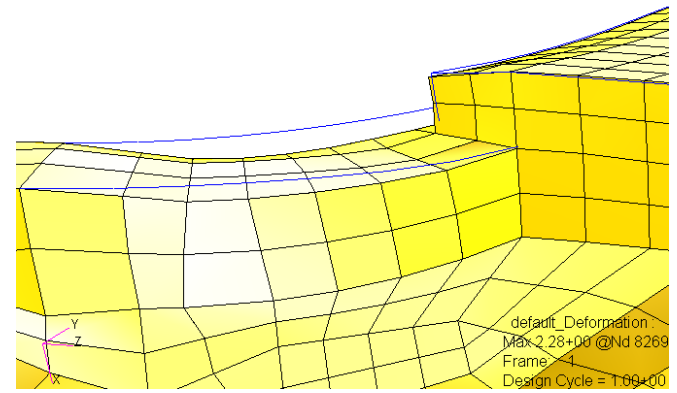 Y
Z
X
default_Deformation :
Max 2.28+00 @Nd 8269
Frame: 1
Design Cycle = 1.00+00